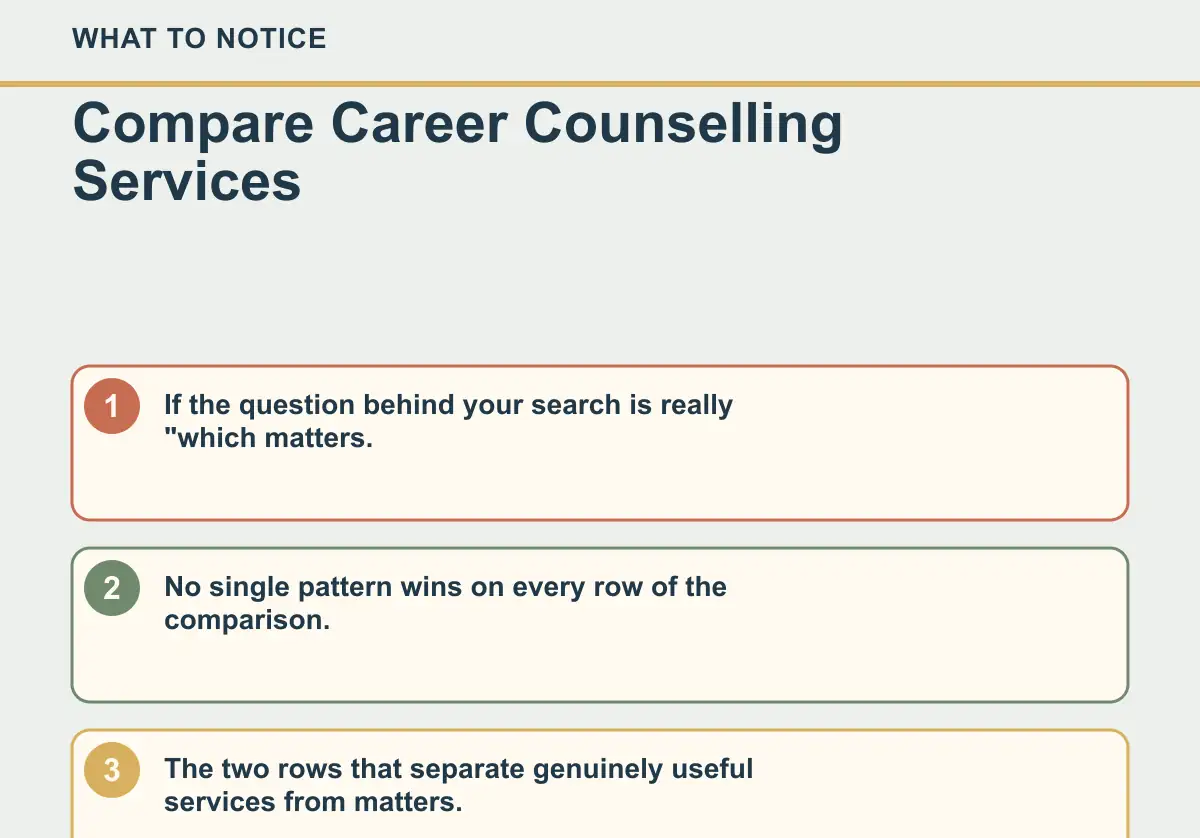 WHAT TO NOTICE
Compare Career Counselling
Services
1
If the question behind your search is really
"which matters.
2
No single pattern wins on every row of the
comparison.
3
The two rows that separate genuinely useful
services from matters.